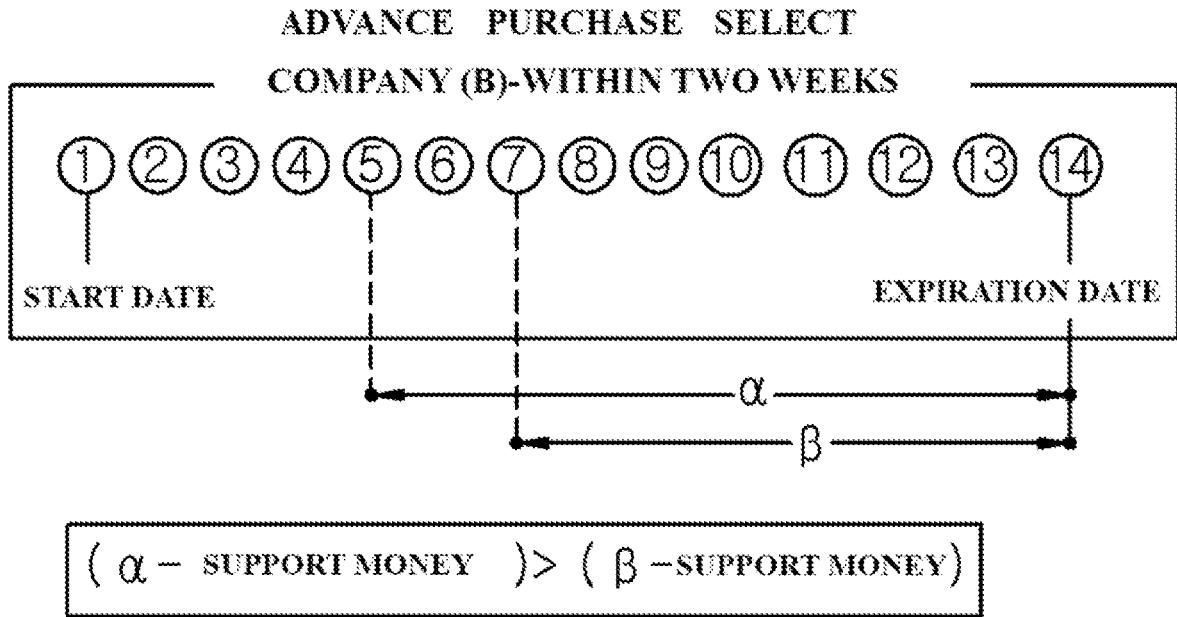 ADVANCE PURCHASE SELECT
COMPANY (B)-WITHIN TWO WEEKS
① ② ③ ④ ⑤ ⑥ ⑦ ⑧ ⑨ ⑩ ⑪ ⑫ ⑬ ⑭
START DATE EXPIRATION DATE
α
β
( α - SUPPORT MONEY ) > ( β - SUPPORT MONEY)